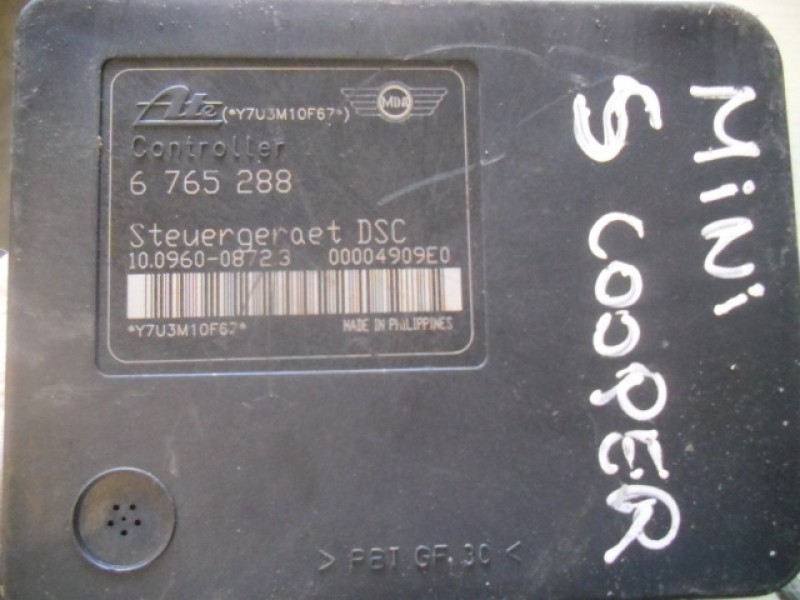 Ate (*Y7U3M10F67*) MINI
Controller
6 765 288
Steuergeraet DSC
10.0960-0872.3 00004909E0
*Y7U3M10F67* MADE IN PHILIPPINES
MiNi
S COOPER
> PBT GF 30 <